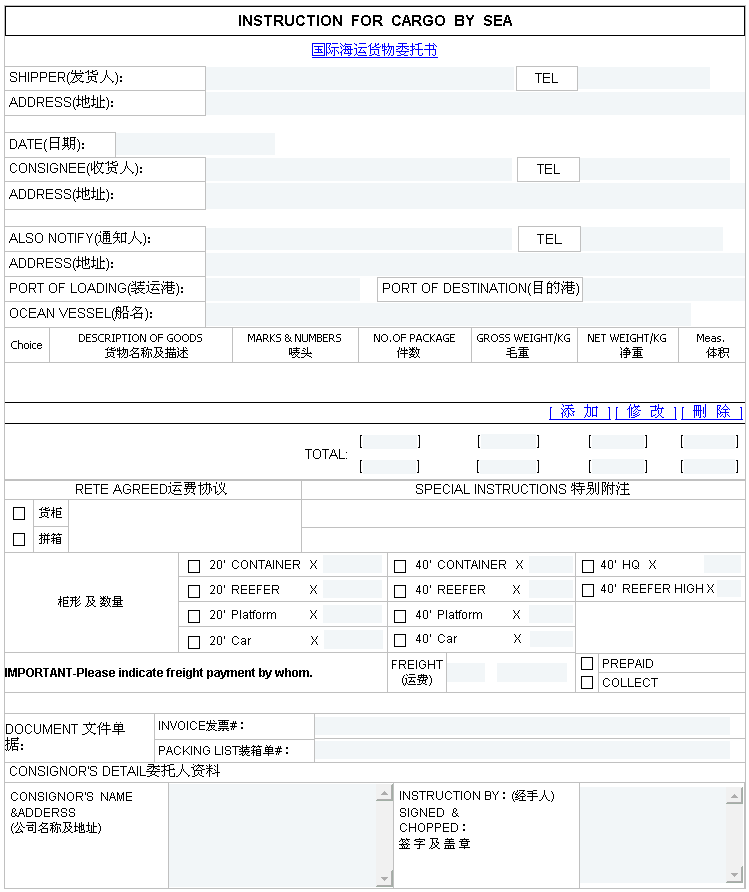 INSTRUCTION FOR CARGO BY SEA
国际海运货物委托书
SHIPPER(发货人): TEL
ADDRESS(地址):
DATE(日期):
CONSIGNEE(收货人): TEL
ADDRESS(地址):
ALSO NOTIFY(通知人): TEL
ADDRESS(地址):
PORT OF LOADING(装运港): PORT OF DESTINATION(目的港)
OCEAN VESSEL(船名):
Choice DESCRIPTION OF GOODS MARKS & NUMBERS NO.OF PACKAGE GROSS WEIGHT/KG NET WEIGHT/KG Meas.
货物名称及描述 唛头 件数 毛重 净重 体积
[ 添 加 ] [ 修 改 ] [ 删 除 ]
[ ] [ ] [ ] [ ]
TOTAL:
[ ] [ ] [ ] [ ]
RETE AGREED运费协议 SPECIAL INSTRUCTIONS 特别附注
货柜
拼箱
20' CONTAINER X 40' CONTAINER X 40' HQ X
20' REEFER X 40' REEFER X 40' REEFER HIGH X
柜形 及 数量
20' Platform X 40' Platform X
20' Car X 40' Car X
IMPORTANT-Please indicate freight payment by whom. FREIGHT (运费) PREPAID
COLLECT
DOCUMENT 文件单据: INVOICE发票#:
PACKING LIST装箱单#:
CONSIGNOR'S DETAIL委托人资料
CONSIGNOR'S NAME INSTRUCTION BY: (经手人)
&ADDERSS SIGNED &
(公司名称及地址) CHOPPED:
签 字 及 盖 章